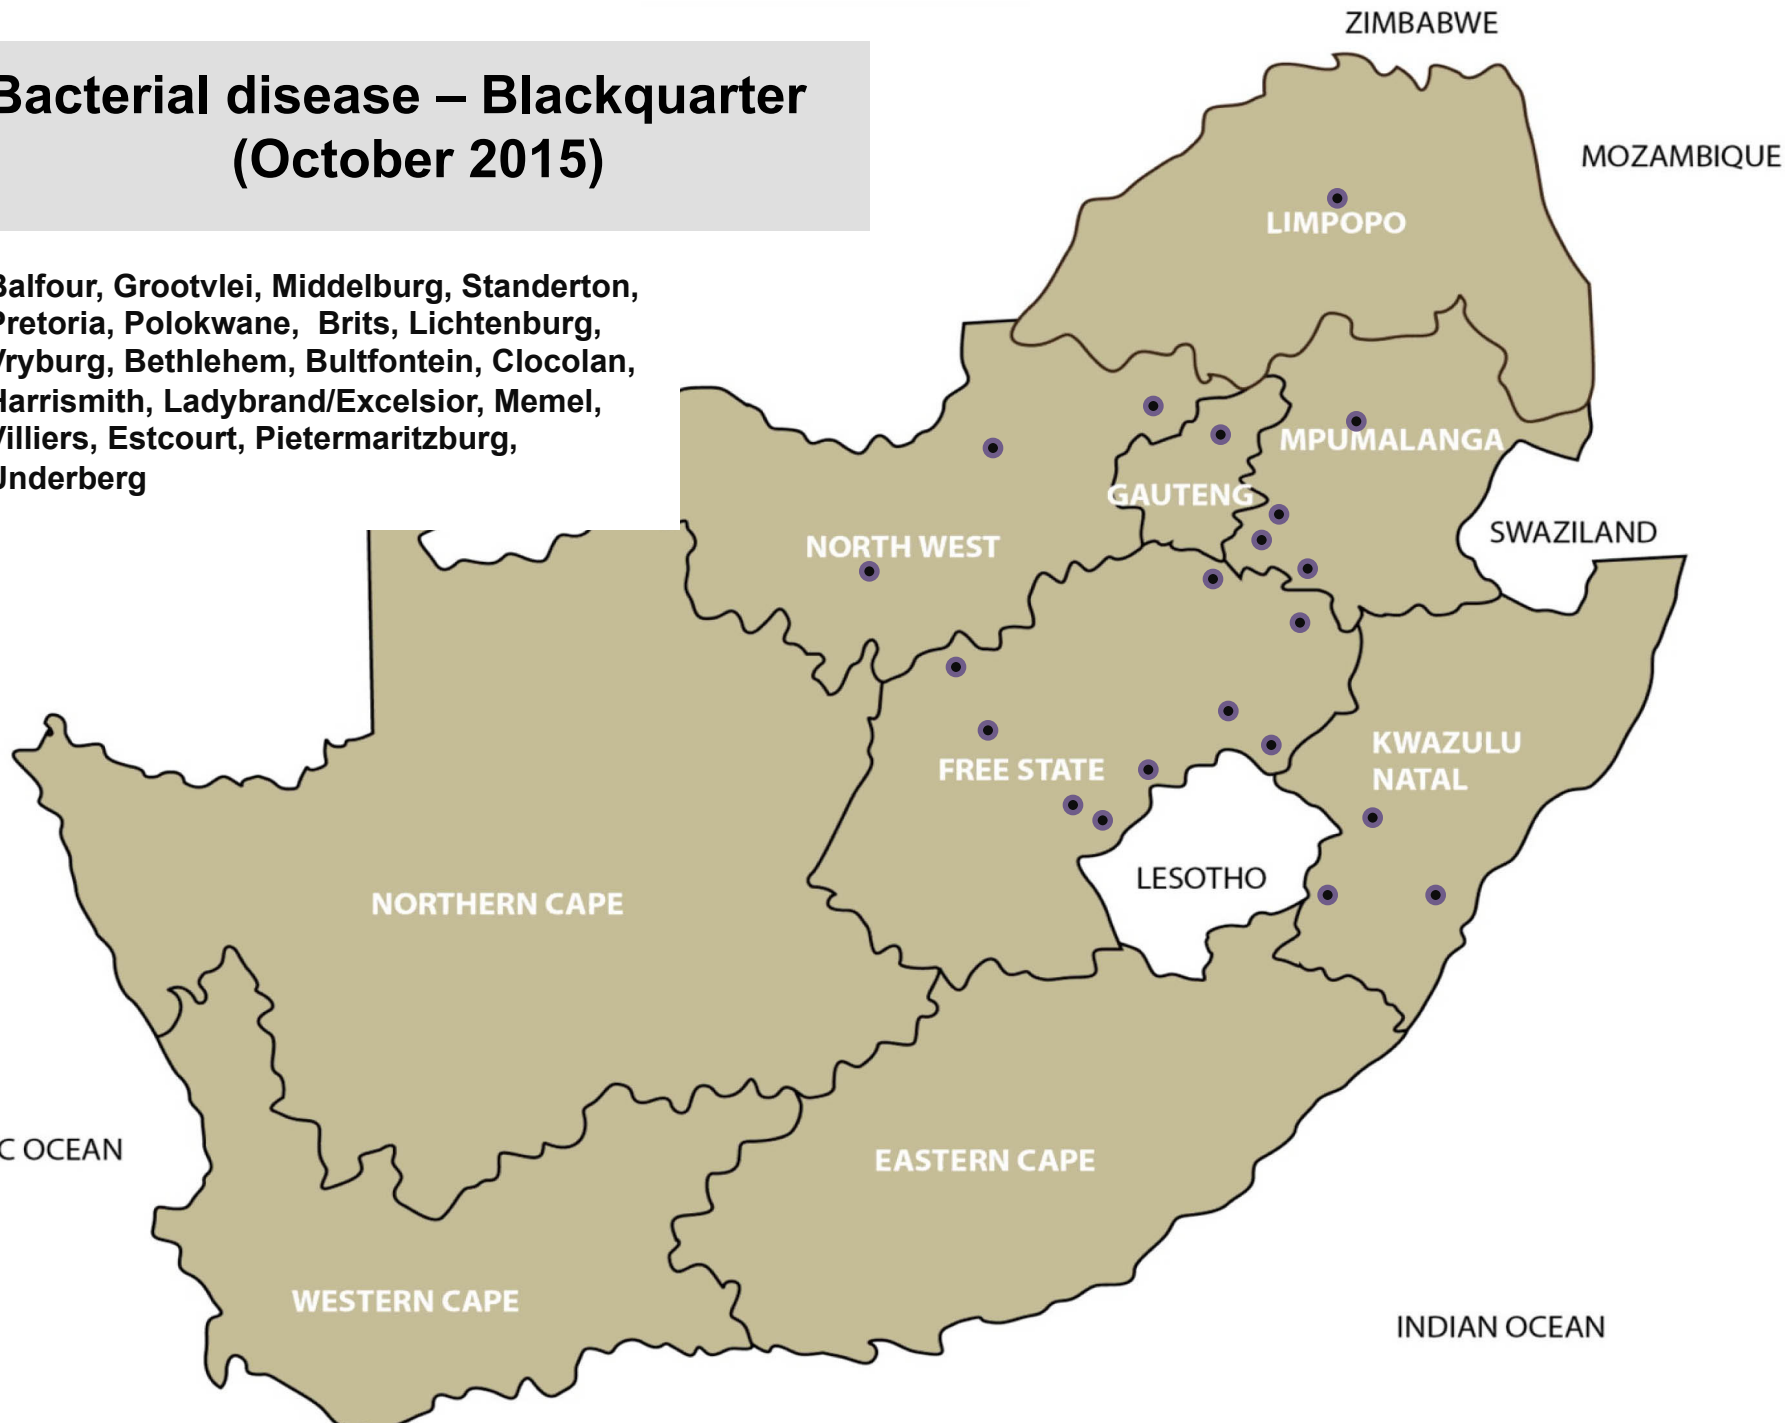 ZIMBABWE
Bacterial disease – Blackquarter
(October 2015)
MOZAMBIQUE
LIMPOPO
Balfour, Grootvlei, Middelburg, Standerton,
Pretoria, Polokwane, Brits, Lichtenburg,
Vryburg, Bethlehem, Bultfontein, Clocolan,
Harrismith, Ladybrand/Excelsior, Memel,
Villiers, Estcourt, Pietermaritzburg,
Underberg
MPUMALANGA
GAUTENG
SWAZILAND
NORTH WEST
KWAZULU
NATAL
FREE STATE
LESOTHO
NORTHERN CAPE
C OCEAN
EASTERN CAPE
WESTERN CAPE
INDIAN OCEAN